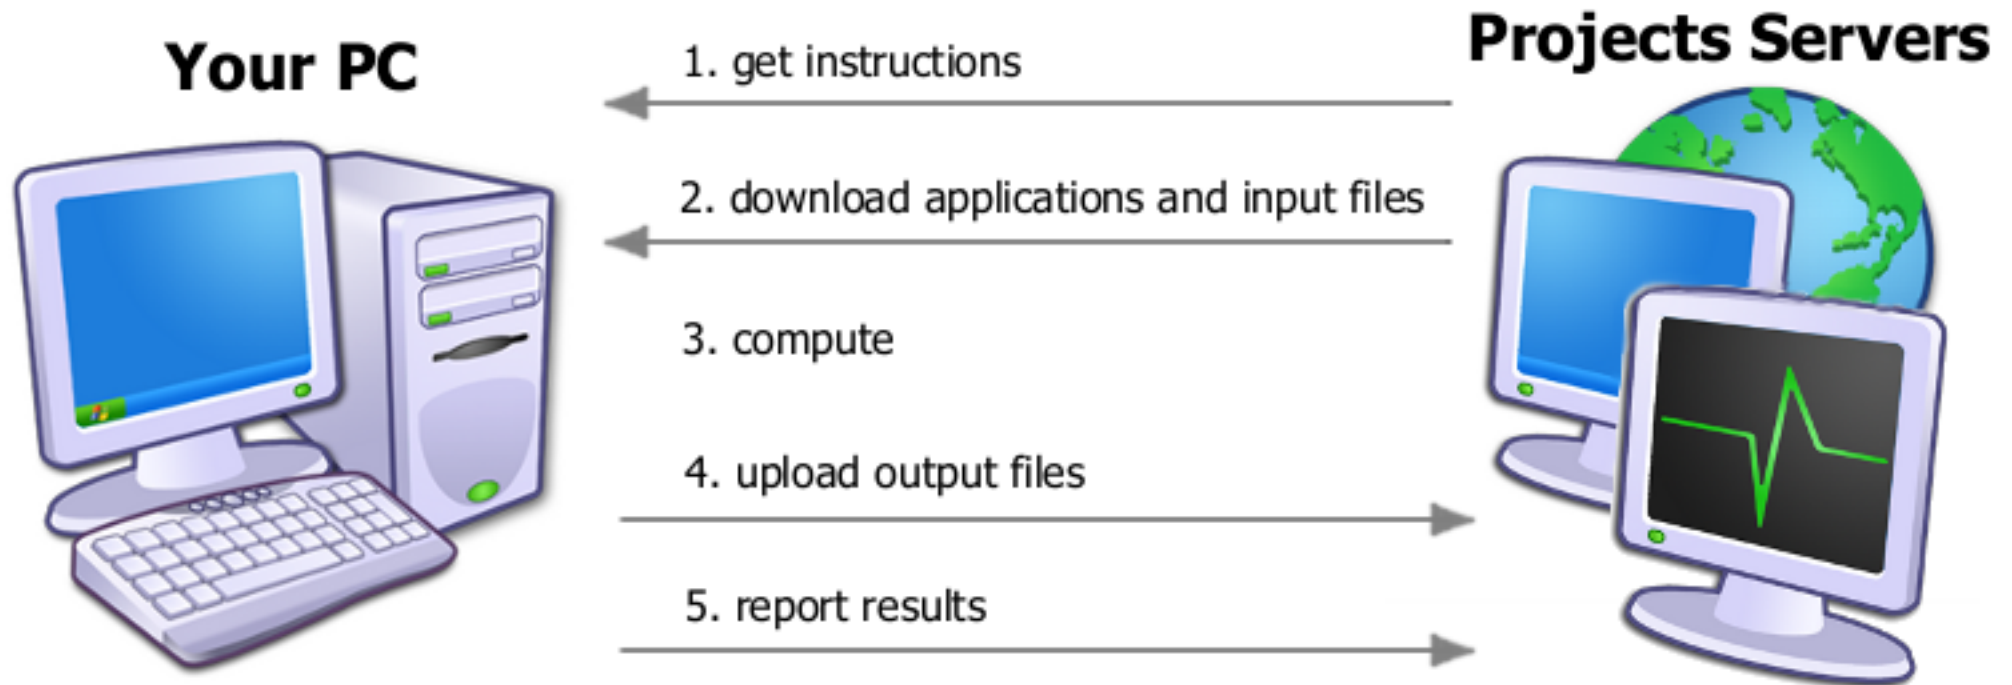 Your PC
Projects Servers
1. get instructions
2. download applications and input files
3. compute
4. upload output files
5. report results